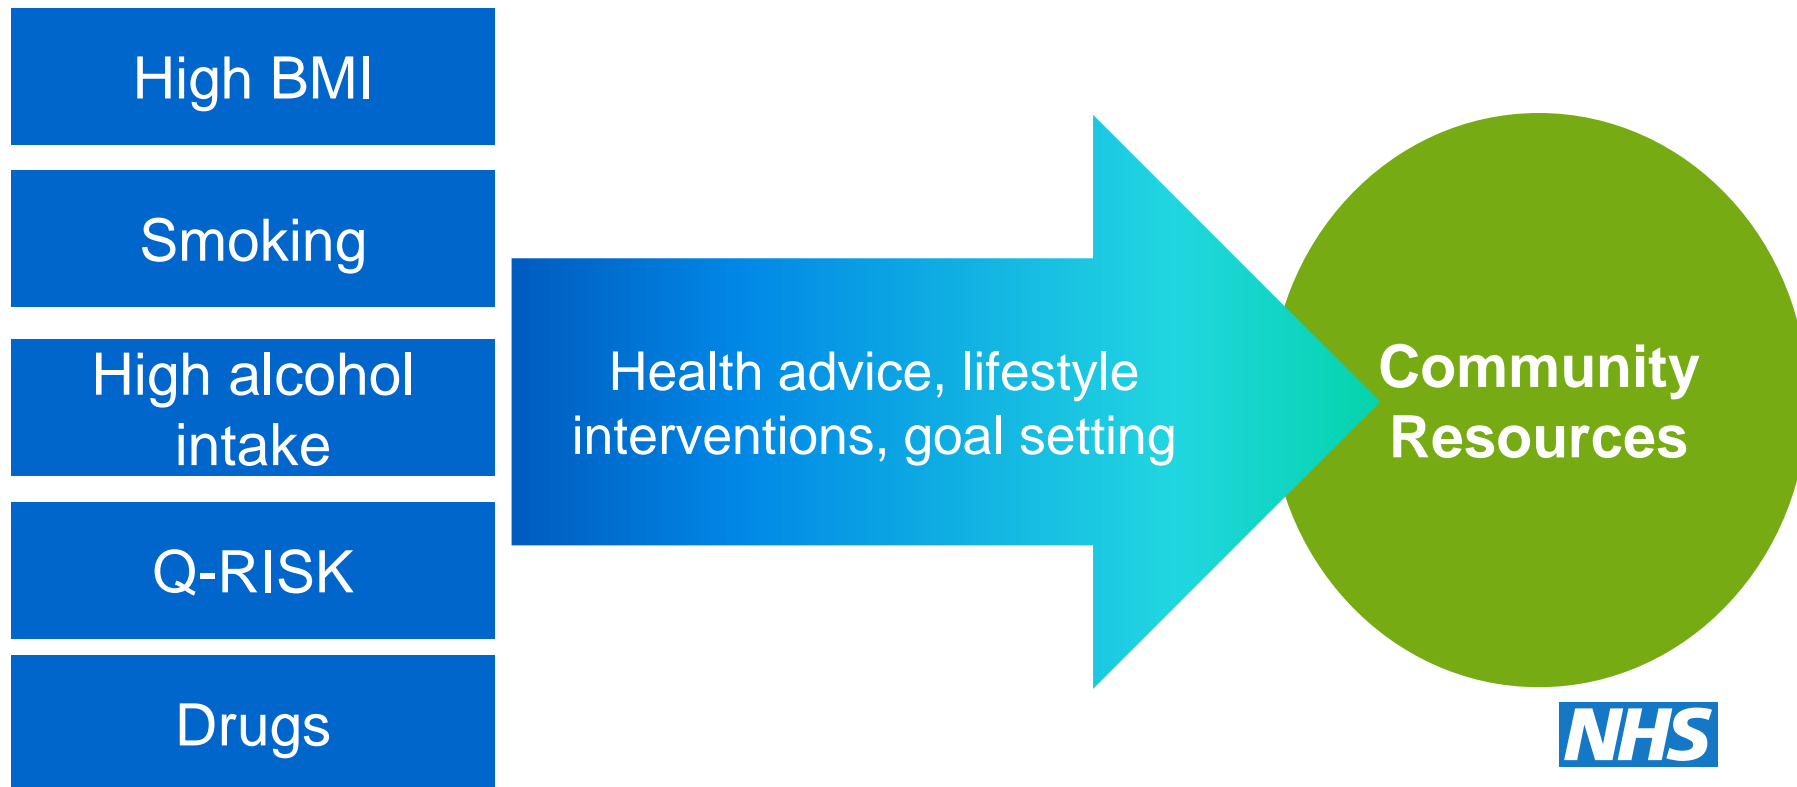 High BMI
Smoking
High alcohol
intake
Q-RISK
Drugs
Health advice, lifestyle
interventions, goal setting
Community
Resources
NHS